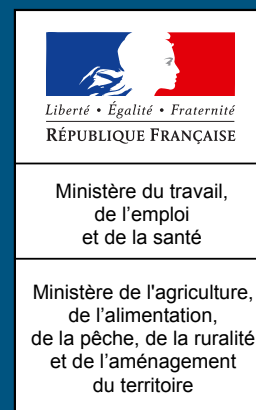 Liberté • Égalité • Fraternité
RÉPUBLIQUE FRANÇAISE
Ministère du travail,
de l’emploi
et de la santé
Ministère de l'agriculture,
de l’alimentation,
de la pêche, de la ruralité
et de l’aménagement
du territoire